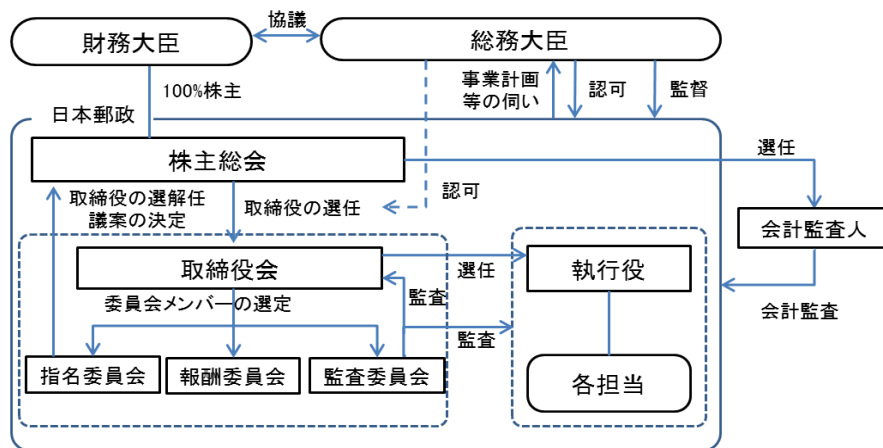 協議
財務大臣
総務大臣
100%株主
事業計画
等の伺い
認可
監督
日本郵政
株主総会
選任
取締役の選解任
議案の決定
取締役の選任
認可
会計監査人
取締役会
選任
執行役
委員会メンバーの選定
監査
監査
会計監査
指名委員会
報酬委員会
監査委員会
各担当